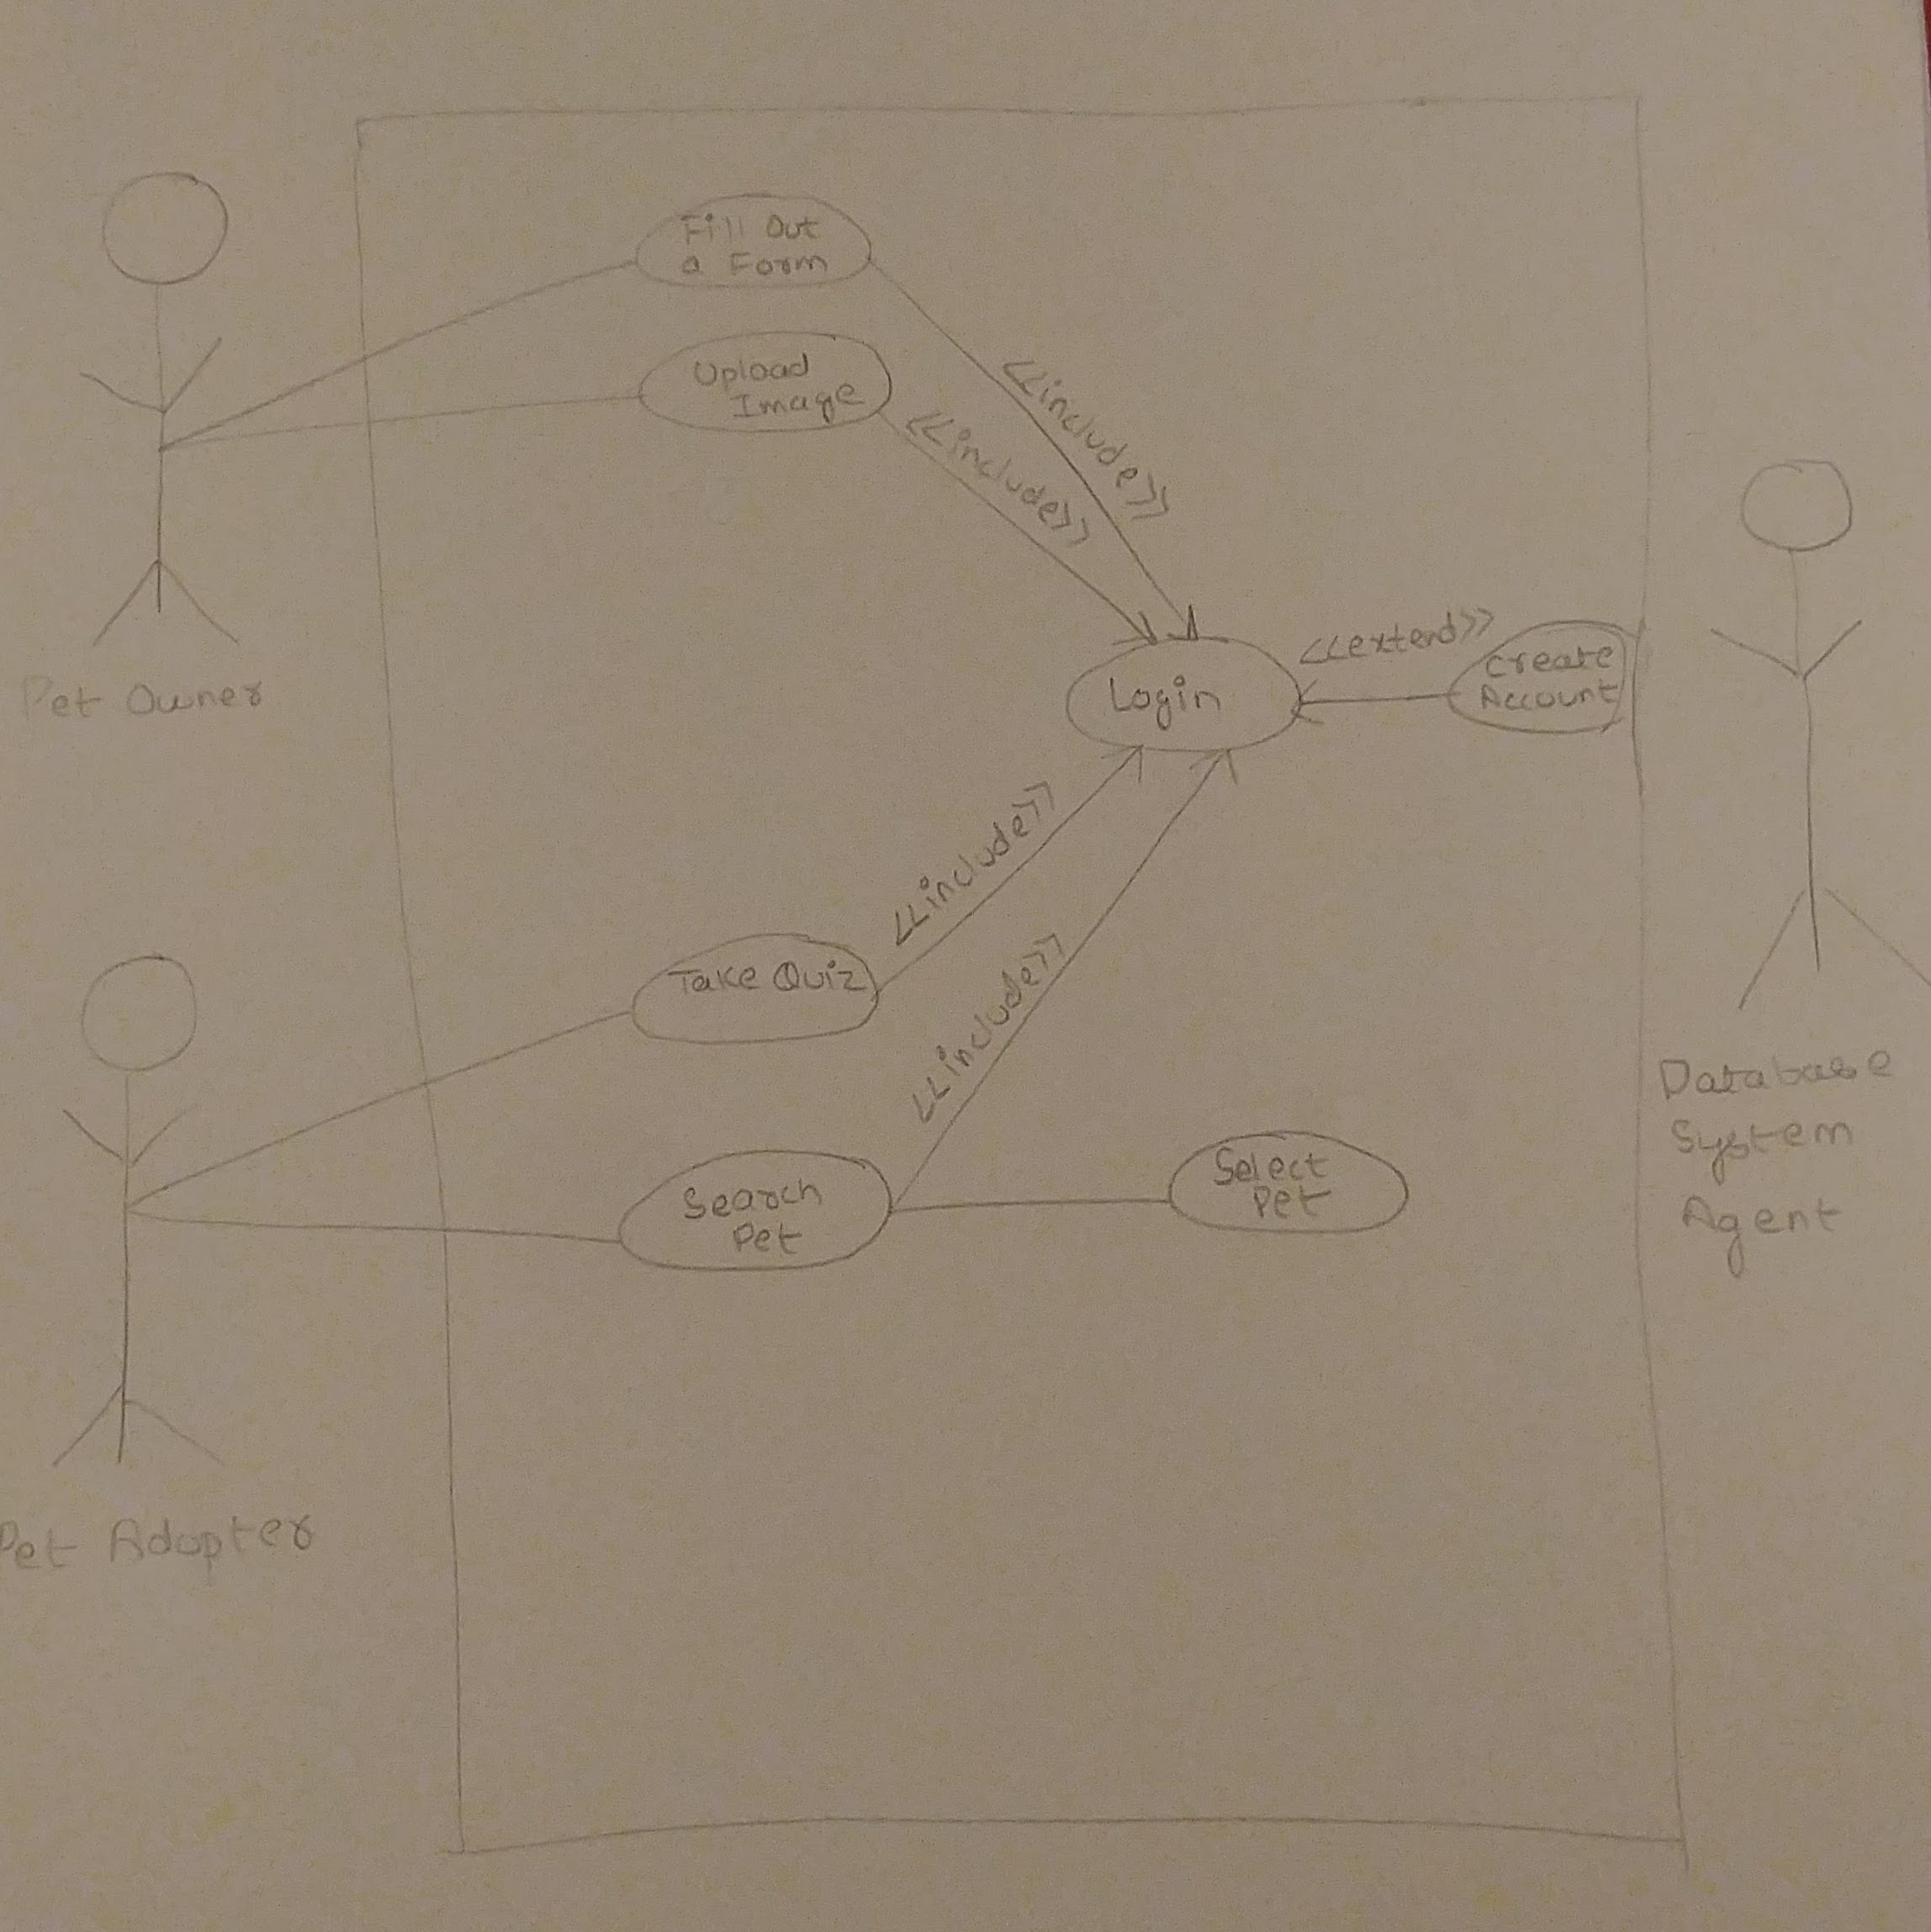 Fill Out
a Form
Upload
Image
<<include>>
<<include>>
Pet Owner
<<extend>>
Create
Account
Login
<<include>>
Take Quiz
<<include>>
Search
Pet
Select
Pet
Database
System
Agent
Pet Adopter